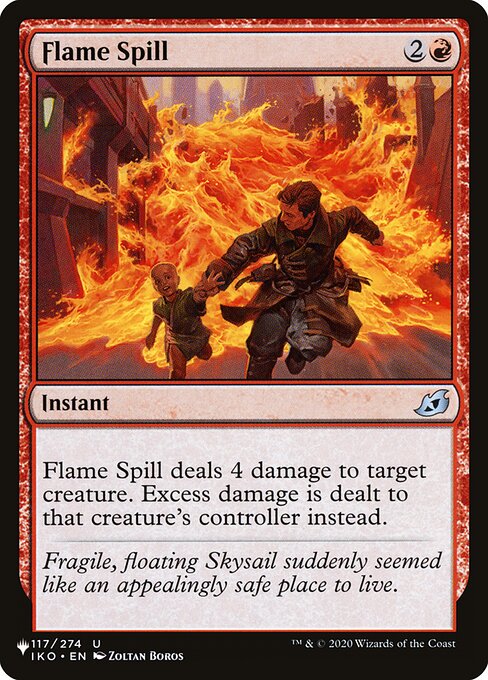 Flame Spill 2
Instant
Flame Spill deals 4 damage to target
creature. Excess damage is dealt to
that creature's controller instead.
Fragile, floating Skysail suddenly seemed
like an appealingly safe place to live.
117/274 U
IKO • EN Zoltan Boros
™ & © 2020 Wizards of the Coast